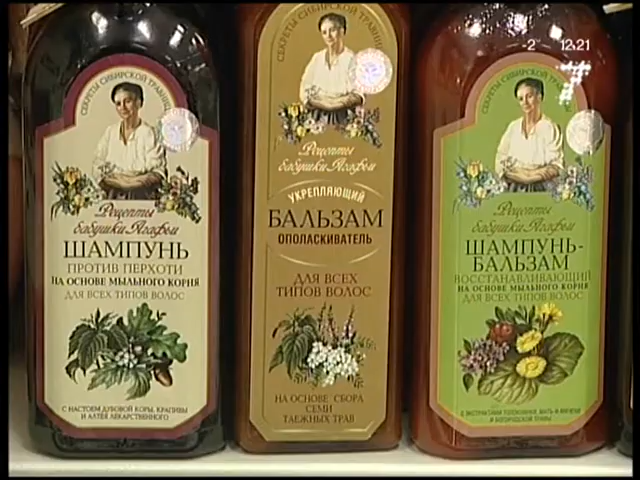 -2 12:21
СЕКРЕТЫ СИБИРСКОЙ ТРАВНИЦЫ
Рецепты
бабушки Агафьи
ШАМПУНЬ
ПРОТИВ ПЕРХОТИ
НА ОСНОВЕ МЫЛЬНОГО КОРНЯ
ДЛЯ ВСЕХ ТИПОВ ВОЛОС
С НАСТОЕМ ДУБОВОЙ КОРЫ, КРАПИВЫ
И АЛТЕЯ ЛЕКАРСТВЕННОГО
СЕКРЕТЫ СИБИРСКОЙ ТРАВНИЦЫ
Рецепты
бабушки Агафьи
УКРЕПЛЯЮЩИЙ
БАЛЬЗАМ
ОПОЛАСКИВАТЕЛЬ
ДЛЯ ВСЕХ
ТИПОВ ВОЛОС
НА ОСНОВЕ СБОРА
СЕМИ
ТАЕЖНЫХ ТРАВ
СЕКРЕТЫ СИБИРСКОЙ ТРАВНИЦЫ
Рецепты
бабушки Агафьи
ШАМПУНЬ-
БАЛЬЗАМ
ВОССТАНАВЛИВАЮЩИЙ
НА ОСНОВЕ МЫЛЬНОГО КОРНЯ
ДЛЯ ВСЕХ ТИПОВ ВОЛОС
С ЭКСТРАКТАМИ